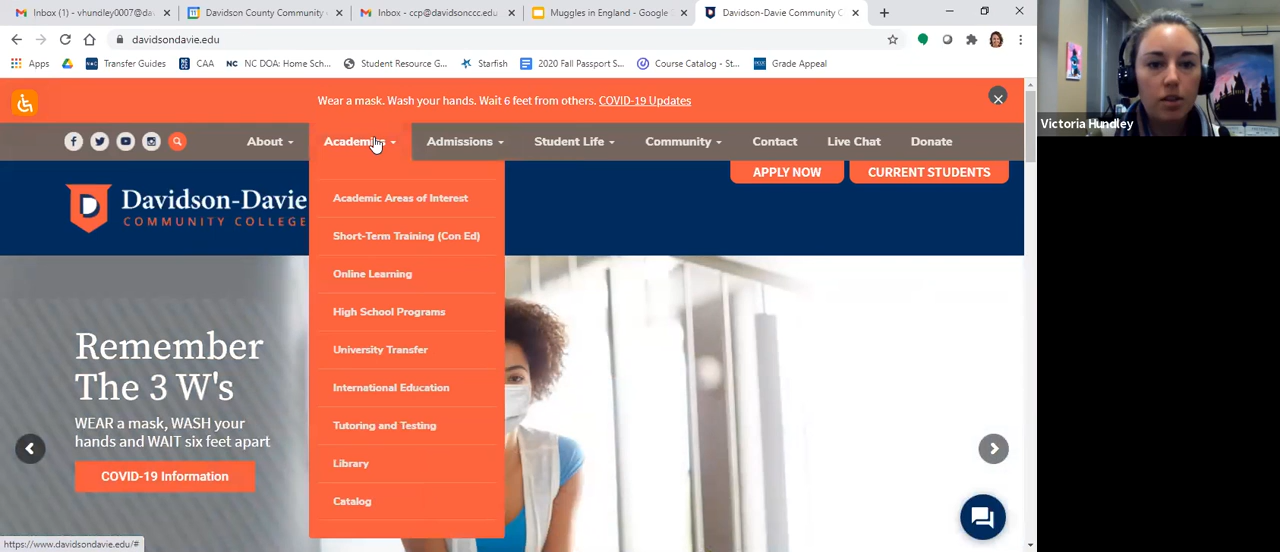 Inbox (1) - vhundley0007@da
Davidson County Community
Inbox - ccp@davidsonccc.edu
Muggles in England - Google
Davidson-Davie Community C
davidsondavie.edu
Apps
Transfer Guides
CAA
NC DOA: Home Sch...
Student Resource G...
Starfish
2020 Fall Passport S...
Course Catalog - St...
Grade Appeal
Wear a mask. Wash your hands. Wait 6 feet from others. COVID-19 Updates
About
Academics
Admissions
Student Life
Community
Contact
Live Chat
Donate
APPLY NOW
CURRENT STUDENTS
Davidson-Davie
COMMUNITY COLLEGE
Academic Areas of Interest
Short-Term Training (Con Ed)
Online Learning
High School Programs
University Transfer
International Education
Tutoring and Testing
Library
Catalog
Remember
The 3 W's
WEAR a mask, WASH your
hands and WAIT six feet apart
COVID-19 Information
https://www.davidsondavie.edu/#
Victoria Hundley